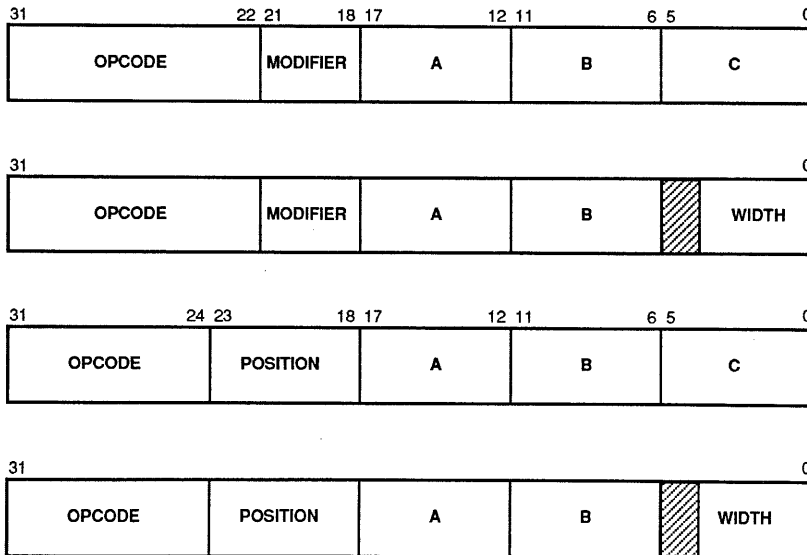 31 22 21 18 17 12 11 6 5 0
OPCODE MODIFIER A B C
31 0
OPCODE MODIFIER A B WIDTH
31 24 23 18 17 12 11 6 5 0
OPCODE POSITION A B C
31 0
OPCODE POSITION A B WIDTH